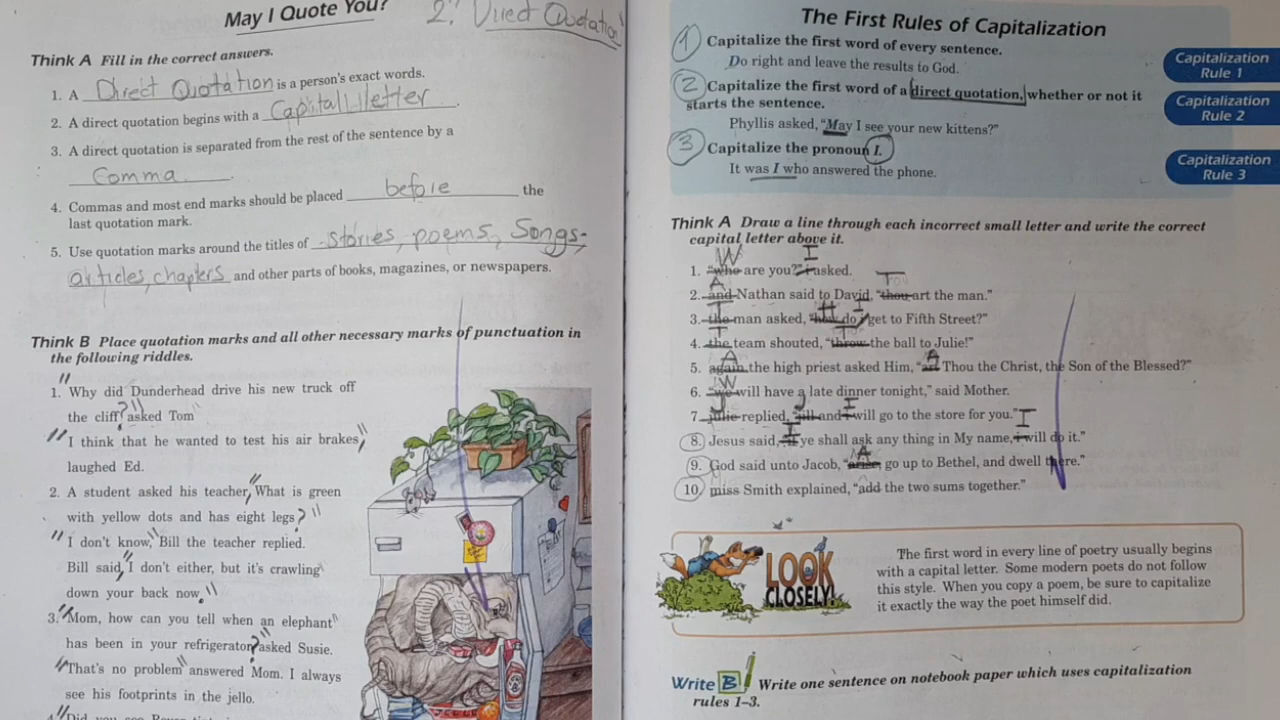 May I Quote You?
2. Direct Quotation
Think A Fill in the correct answers.
1. A Direct Quotation is a person's exact words.
2. A direct quotation begins with a Capital letter.
3. A direct quotation is separated from the rest of the sentence by a
Comma.
4. Commas and most end marks should be placed before the
last quotation mark.
5. Use quotation marks around the titles of stories, poems, Songs,
articles, chapters and other parts of books, magazines, or newspapers.
Think B Place quotation marks and all other necessary marks of punctuation in
the following riddles.
1. "Why did Dunderhead drive his new truck off
the cliff?" asked Tom
"I think that he wanted to test his air brakes,"
laughed Ed.
2. A student asked his teacher, "What is green
with yellow dots and has eight legs?"
"I don't know," Bill the teacher replied.
Bill said, "I don't either, but it's crawling
down your back now."
3. "Mom, how can you tell when an elephant"
has been in your refrigerator?" asked Susie.
"That's no problem" answered Mom. I always
see his footprints in the jello.
The First Rules of Capitalization
1 Capitalize the first word of every sentence.
Do right and leave the results to God.
Capitalization
Rule 1
2 Capitalize the first word of a direct quotation, whether or not it
starts the sentence.
Phyllis asked, "May I see your new kittens?"
Capitalization
Rule 2
3 Capitalize the pronoun I.
It was I who answered the phone.
Capitalization
Rule 3
Think A Draw a line through each incorrect small letter and write the correct
capital letter above it.
W I
1. "who are you?" i asked.
A Tou
2. and Nathan said to David, "thou art the man."
T H I
3. the man asked, "how do i get to Fifth Street?"
T T
4. the team shouted, "throw the ball to Julie!"
A A
5. again the high priest asked Him, "art Thou the Christ, the Son of the Blessed?"
W
6. "we will have a late dinner tonight," said Mother.
J J I
7. julie replied, "jill and i will go to the store for you."
I I
8. Jesus said, "if ye shall ask any thing in My name, i will do it."
A
9. God said unto Jacob, "arise, go up to Bethel, and dwell there."
10. miss Smith explained, "add the two sums together."
LOOK
CLOSELY!
The first word in every line of poetry usually begins
with a capital letter. Some modern poets do not follow
this style. When you copy a poem, be sure to capitalize
it exactly the way the poet himself did.
Write B Write one sentence on notebook paper which uses capitalization
rules 1–3.